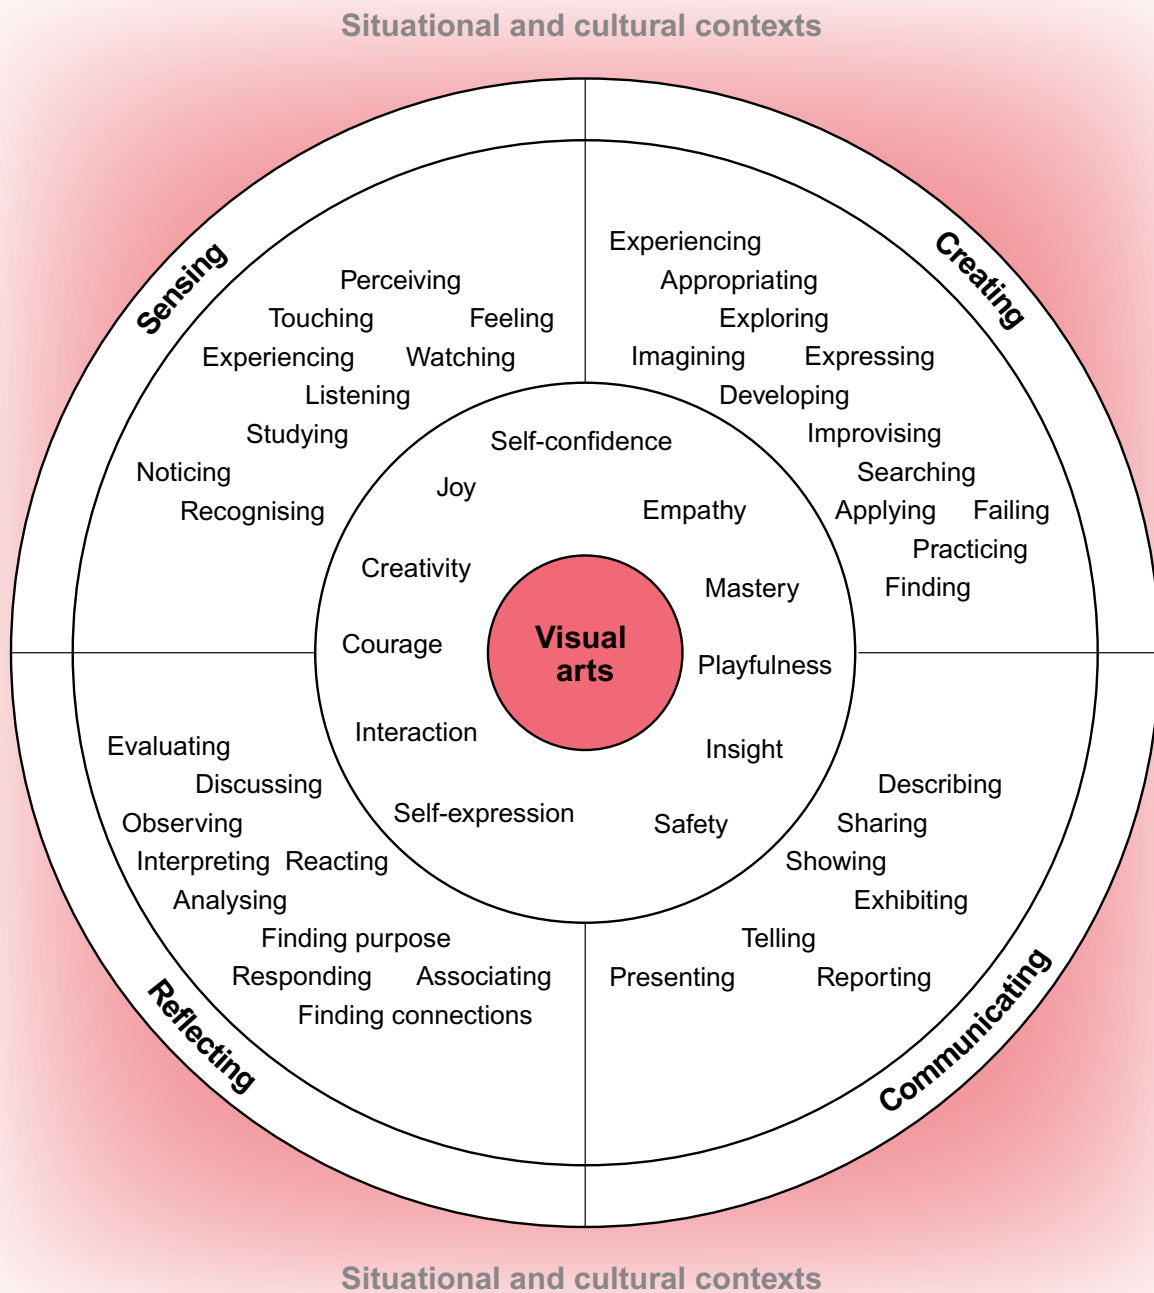 Situational and cultural contexts
Sensing
Perceiving
Touching
Feeling
Experiencing
Watching
Listening
Studying
Noticing
Recognising
Creating
Experiencing
Appropriating
Exploring
Imagining
Expressing
Developing
Improvising
Searching
Applying
Failing
Practicing
Finding
Self-confidence
Joy
Empathy
Creativity
Mastery
Courage
Visual
arts
Playfulness
Interaction
Insight
Self-expression
Safety
Reflecting
Evaluating
Discussing
Observing
Interpreting
Reacting
Analysing
Finding purpose
Responding
Associating
Finding connections
Communicating
Describing
Sharing
Showing
Exhibiting
Telling
Presenting
Reporting
Situational and cultural contexts